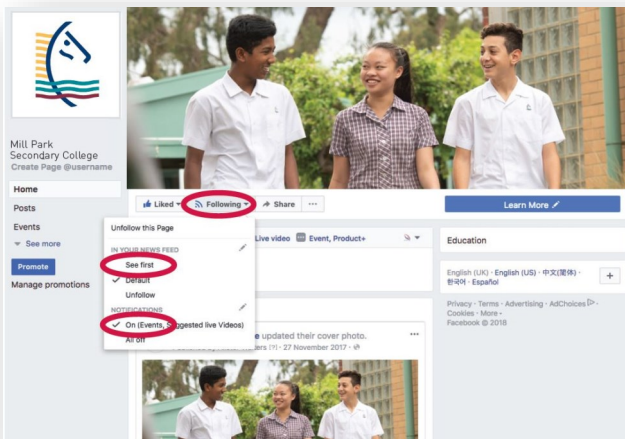 Mill Park
Secondary College
Create Page @username
Home
Posts
Events
See more
Promote
Manage promotions
Liked
Following
Share
Learn More
Unfollow this Page
IN YOUR NEWS FEED
See first
Default
Unfollow
NOTIFICATIONS
On (Events, Suggested live Videos)
All off
Live video
Event, Product+
Education
English (UK) · English (US) · 中文(简体) ·
한국어 · Español
Privacy · Terms · Advertising · AdChoices
Cookies · More
Facebook © 2018
updated their cover photo.
[?] · 27 November 2017 ·